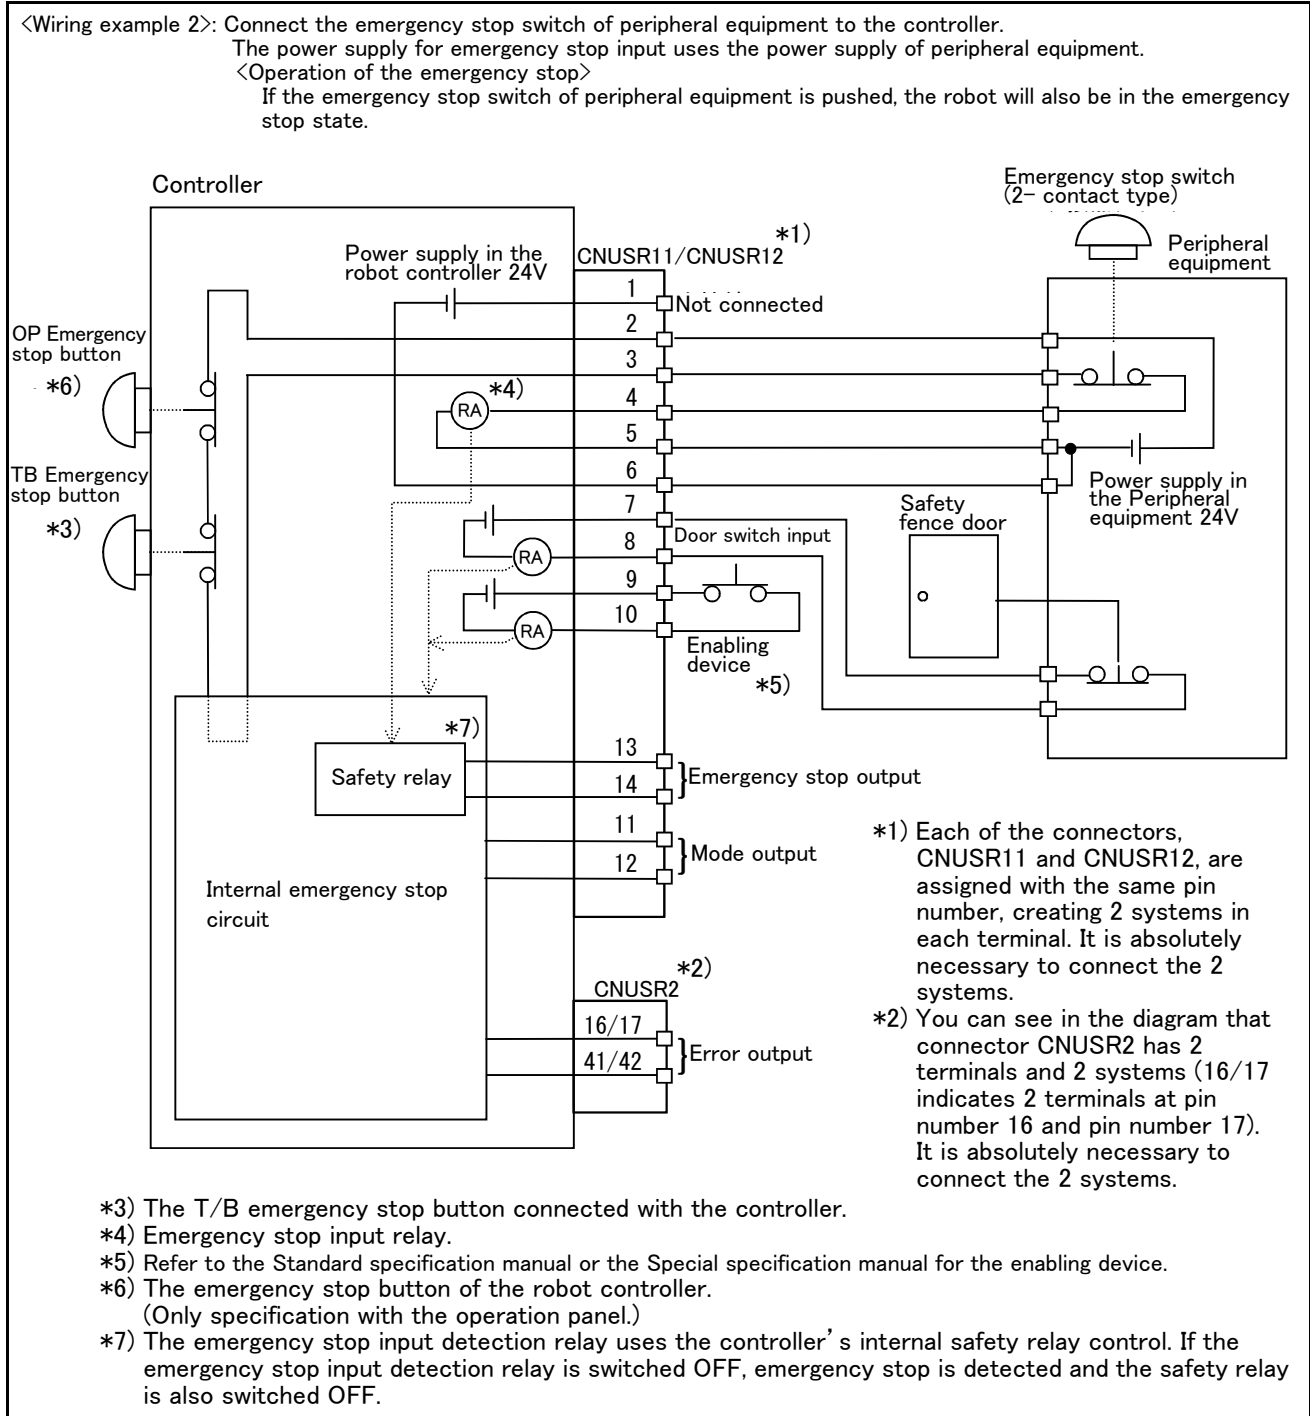 <Wiring example 2>: Connect the emergency stop switch of peripheral equipment to the controller.
The power supply for emergency stop input uses the power supply of peripheral equipment.
<Operation of the emergency stop>
If the emergency stop switch of peripheral equipment is pushed, the robot will also be in the emergency
stop state.
Controller
Emergency stop switch
(2- contact type)
Peripheral
equipment
*1)
CNUSR11/CNUSR12
Power supply in the
robot controller 24V
1
Not connected
2
OP Emergency
stop button
*6)
3
*4)
RA
4
5
TB Emergency
stop button
*3)
6
Power supply in
the Peripheral
equipment 24V
Safety
fence door
7
Door switch input
8
RA
9
10
RA
Enabling
device
*5)
*7)
Safety relay
13
14
Emergency stop output
11
12
Mode output
Internal emergency stop
circuit
*2)
CNUSR2
16/17
41/42
Error output
*1) Each of the connectors,
CNUSR11 and CNUSR12, are
assigned with the same pin
number, creating 2 systems in
each terminal. It is absolutely
necessary to connect the 2
systems.
*2) You can see in the diagram that
connector CNUSR2 has 2
terminals and 2 systems (16/17
indicates 2 terminals at pin
number 16 and pin number 17).
It is absolutely necessary to
connect the 2 systems.
*3) The T/B emergency stop button connected with the controller.
*4) Emergency stop input relay.
*5) Refer to the Standard specification manual or the Special specification manual for the enabling device.
*6) The emergency stop button of the robot controller.
(Only specification with the operation panel.)
*7) The emergency stop input detection relay uses the controller's internal safety relay control. If the
emergency stop input detection relay is switched OFF, emergency stop is detected and the safety relay
is also switched OFF.